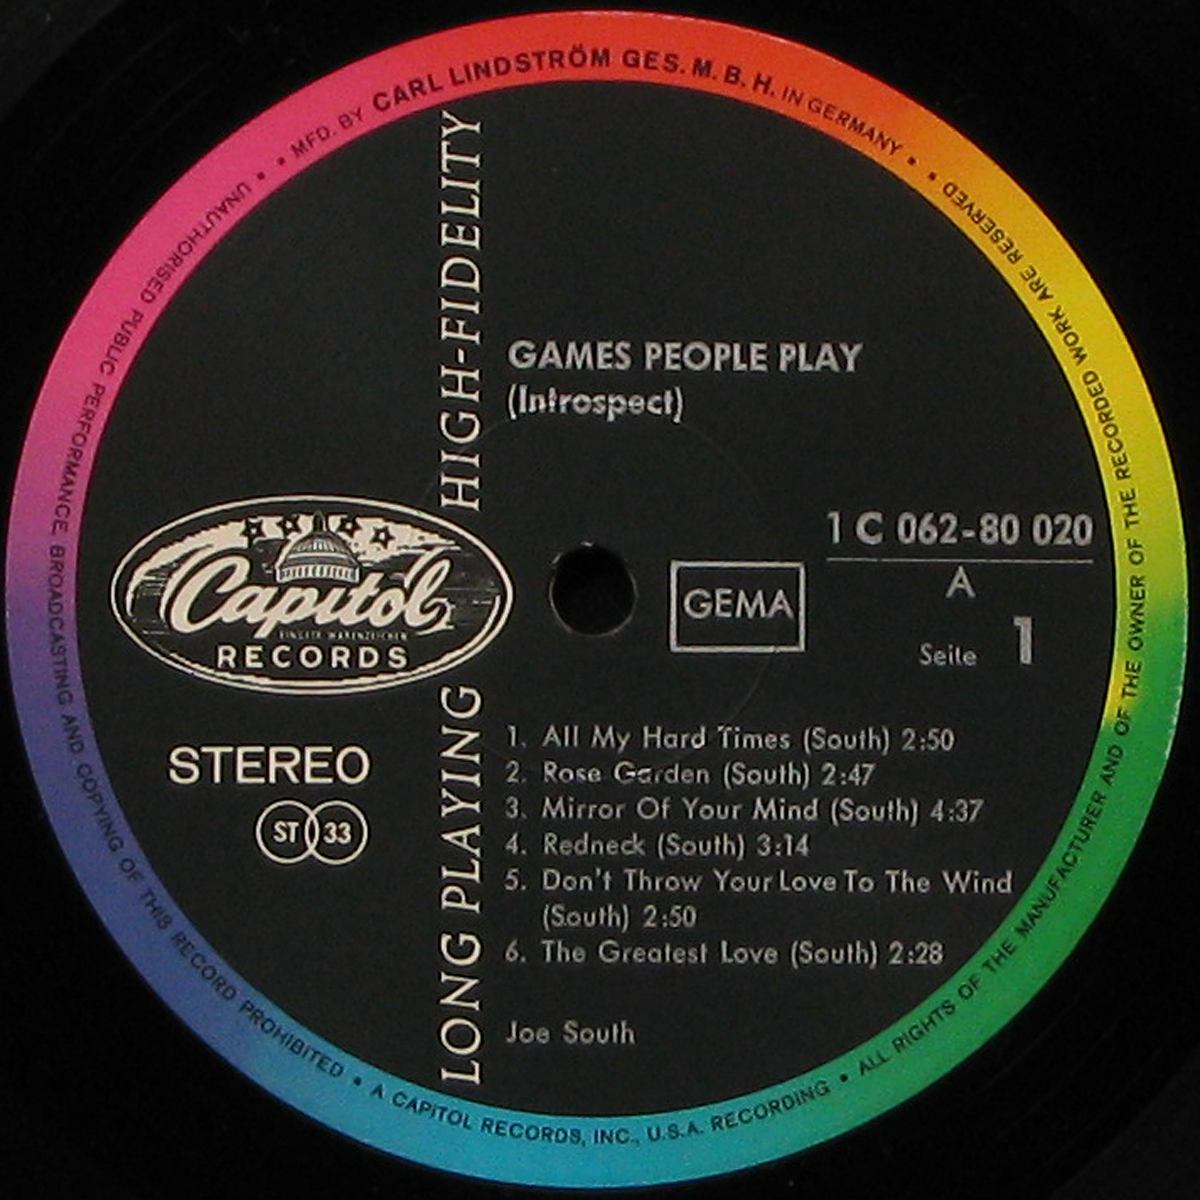 • MFD. BY CARL LINDSTRÖM GES. M. B. H. IN GERMANY •
• UNAUTHORISED PUBLIC PERFORMANCE, BROADCASTING AND COPYING OF THIS RECORD PROHIBITED • A CAPITOL RECORDS, INC., U.S.A. RECORDING • ALL RIGHTS OF THE MANUFACTURER AND OF THE OWNER OF THE RECORDED WORK ARE RESERVED •
LONG PLAYING HIGH-FIDELITY
GAMES PEOPLE PLAY
(Introspect)
Capitol
EINGETR. WARENZEICHEN
RECORDS
1 C 062-80 020
A
GEMA
Seite 1
STEREO
ST 33
1. All My Hard Times (South) 2:50
2. Rose Garden (South) 2:47
3. Mirror Of Your Mind (South) 4:37
4. Redneck (South) 3:14
5. Don't Throw Your Love To The Wind
(South) 2:50
6. The Greatest Love (South) 2:28
Joe South